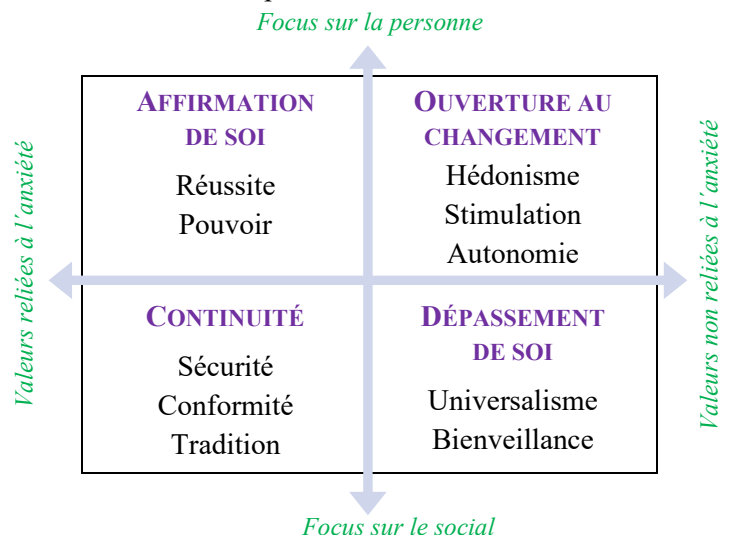 Focus sur la personne
AFFIRMATION
DE SOI
Réussite
Pouvoir
OUVERTURE AU
CHANGEMENT
Hédonisme
Stimulation
Autonomie
Valeurs reliées à l´anxiété
Valeurs non reliées à l´anxiété
CONTINUITÉ
Sécurité
Conformité
Tradition
DÉPASSEMENT
DE SOI
Universalisme
Bienveillance
Focus sur le social